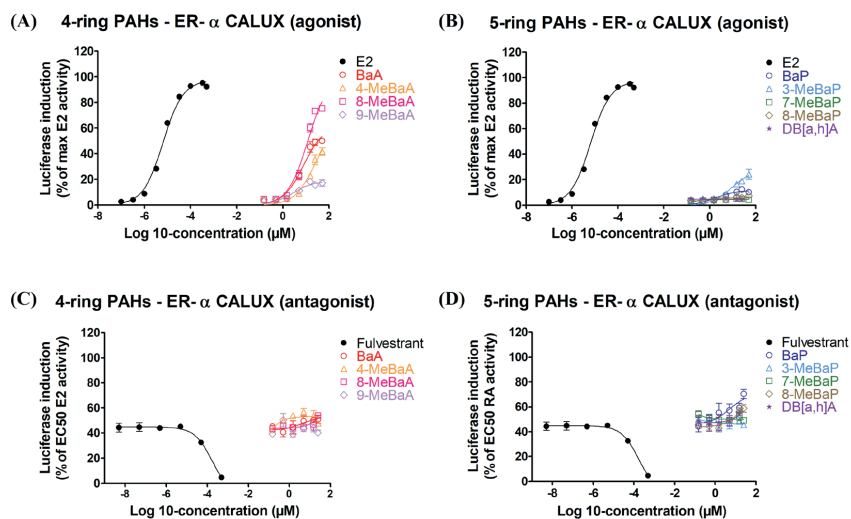 (A) 4-ring PAHs - ER- α CALUX (agonist)
Luciferase induction
(% of max E2 activity)
120
100
80
60
40
20
0
-8 -6 -4 -2 0 2
Log 10-concentration (µM)
E2
BaA
4-MeBaA
8-MeBaA
9-MeBaA
(B) 5-ring PAHs - ER- α CALUX (agonist)
Luciferase induction
(% of max E2 activity)
120
100
80
60
40
20
0
-8 -6 -4 -2 0 2
Log 10-concentration (µM)
E2
BaP
3-MeBaP
7-MeBaP
8-MeBaP
DB[a,h]A
(C) 4-ring PAHs - ER- α CALUX (antagonist)
Luciferase induction
(% of EC50 E2 activity)
120
100
80
60
40
20
0
-8 -6 -4 -2 0 2
Log 10-concentration (µM)
Fulvestrant
BaA
4-MeBaA
8-MeBaA
9-MeBaA
(D) 5-ring PAHs - ER- α CALUX (antagonist)
Luciferase induction
(% of EC50 RA activity)
120
100
80
60
40
20
0
-8 -6 -4 -2 0 2
Log 10-concentration (µM)
Fulvestrant
BaP
3-MeBaP
7-MeBaP
8-MeBaP
DB[a,h]A